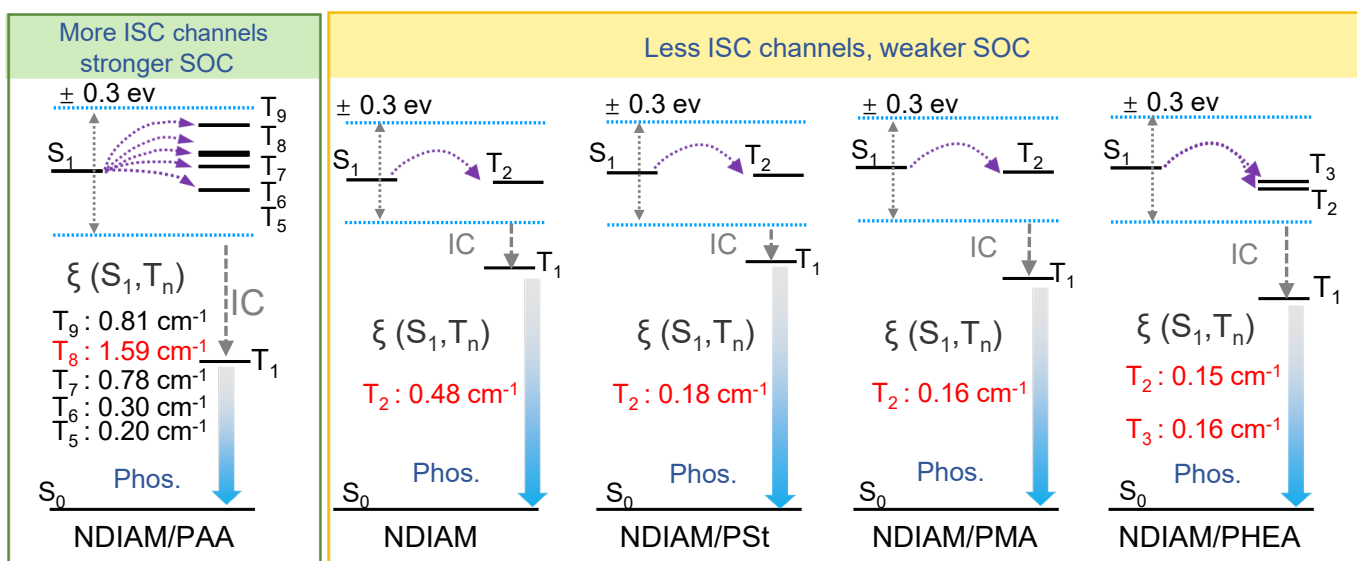 More ISC channels
stronger SOC
± 0.3 ev
S1
T9
T8
T7
T6
T5
ξ (S1,Tn)
IC
T9 : 0.81 cm-1
T8 : 1.59 cm-1
T7 : 0.78 cm-1
T6 : 0.30 cm-1
T5 : 0.20 cm-1
T1
Phos.
S0
NDIAM/PAA
Less ISC channels, weaker SOC
± 0.3 ev
S1
T2
IC
T1
ξ (S1,Tn)
T2 : 0.48 cm-1
Phos.
S0
NDIAM
± 0.3 ev
S1
T2
IC
T1
ξ (S1,Tn)
T2 : 0.18 cm-1
Phos.
S0
NDIAM/PSt
± 0.3 ev
S1
T2
IC
T1
ξ (S1,Tn)
T2 : 0.16 cm-1
Phos.
S0
NDIAM/PMA
± 0.3 ev
S1
T3
T2
IC
T1
ξ (S1,Tn)
T2 : 0.15 cm-1
T3 : 0.16 cm-1
Phos.
S0
NDIAM/PHEA